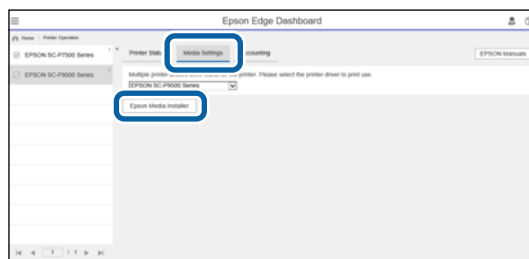 Epson Edge Dashboard
Home Printer Operation
EPSON SC-P7500 Series
EPSON SC-P9500 Series
Printer Status Media Settings Accounting
EPSON Manuals
Multiple printer drivers were found for the printer. Please select the printer driver to print use.
EPSON SC-P9500 Series
Epson Media Installer
1 / 1